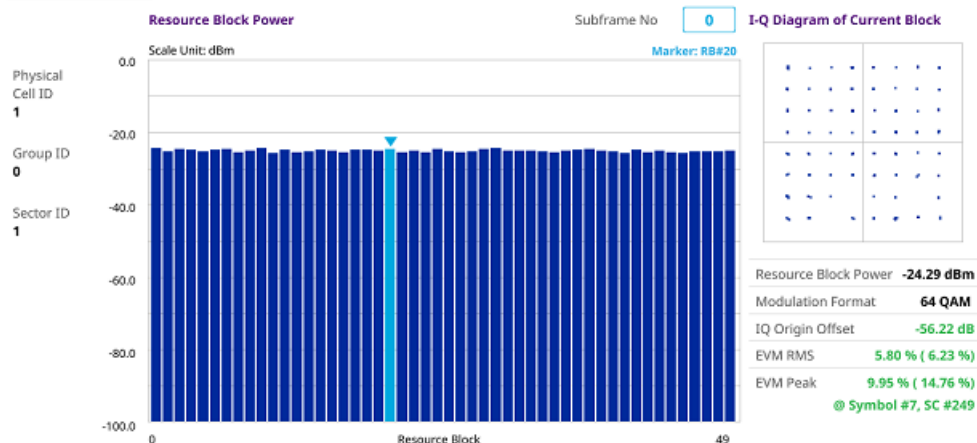 Resource Block Power
Subframe No 0
I-Q Diagram of Current Block
Scale Unit: dBm
Marker: RB#20
Physical
Cell ID
1
Group ID
0
Sector ID
1
0.0
-20.0
-40.0
-60.0
-80.0
-100.0
0 Resource Block 49
Resource Block Power -24.29 dBm
Modulation Format 64 QAM
IQ Origin Offset -56.22 dB
EVM RMS 5.80 % ( 6.23 %)
EVM Peak 9.95 % ( 14.76 %)
@ Symbol #7, SC #249